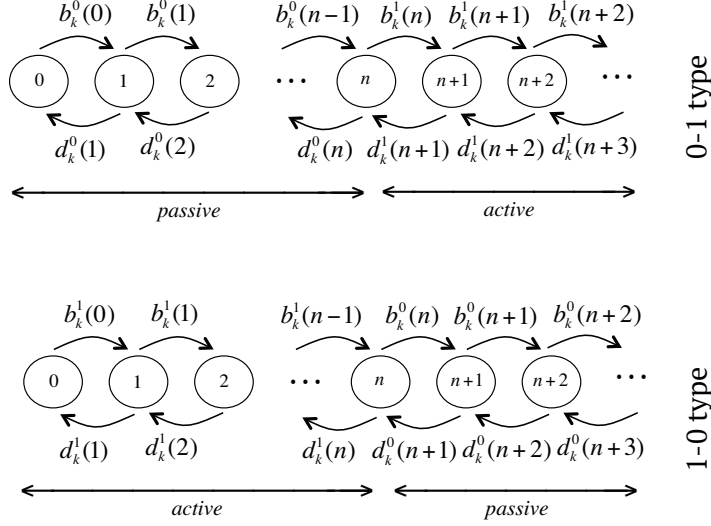 b_k^0(0) b_k^0(1) b_k^0(n−1) b_k^1(n) b_k^1(n+1) b_k^1(n+2)
0 1 2 ··· n n+1 n+2 ···
d_k^0(1) d_k^0(2) d_k^0(n) d_k^1(n+1) d_k^1(n+2) d_k^1(n+3)
passive active
0-1 type
b_k^1(0) b_k^1(1) b_k^1(n−1) b_k^0(n) b_k^0(n+1) b_k^0(n+2)
0 1 2 ··· n n+1 n+2 ···
d_k^1(1) d_k^1(2) d_k^1(n) d_k^0(n+1) d_k^0(n+2) d_k^0(n+3)
active passive
1-0 type